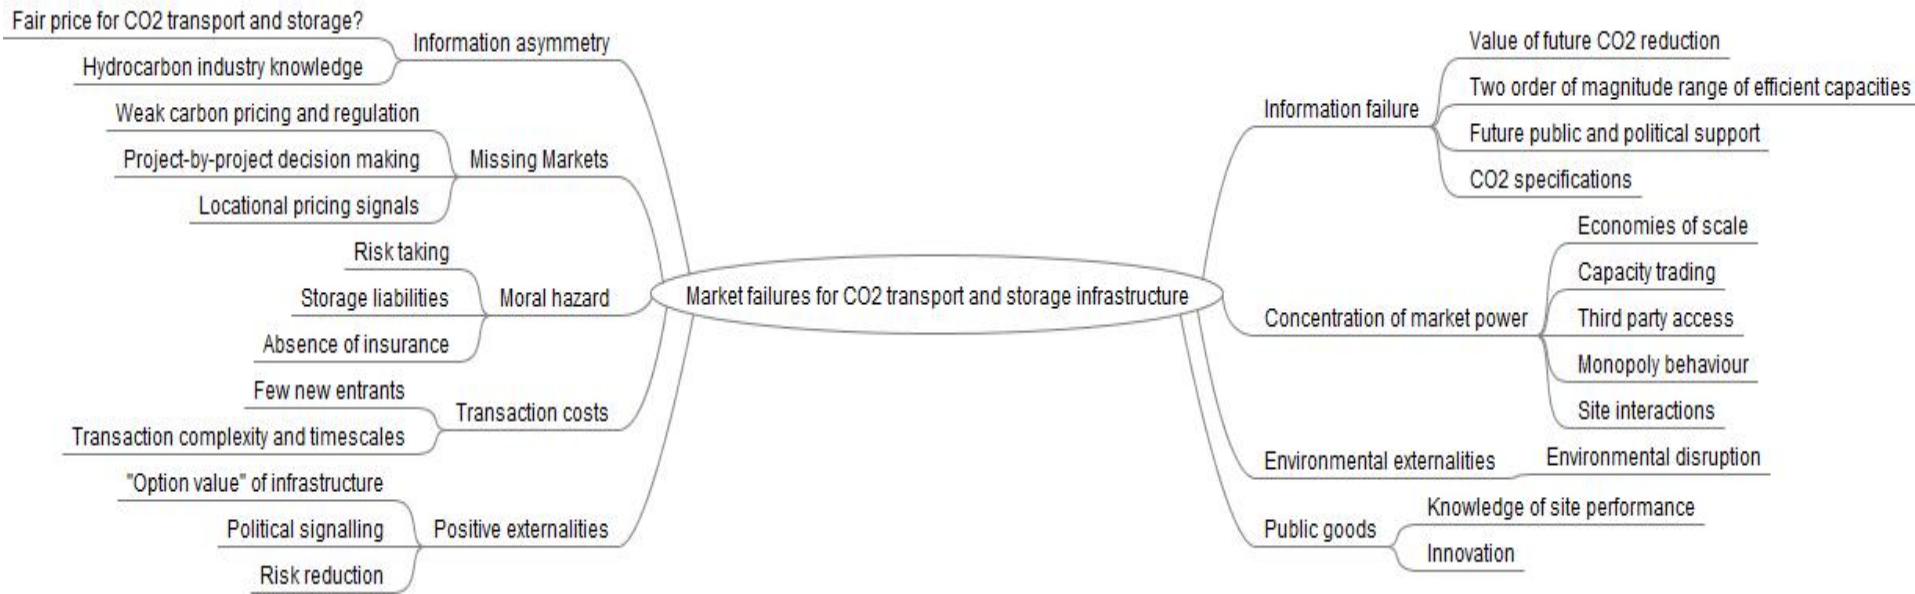 Fair price for CO2 transport and storage?
Information asymmetry
Hydrocarbon industry knowledge
Weak carbon pricing and regulation
Project-by-project decision making
Missing Markets
Locational pricing signals
Risk taking
Storage liabilities
Moral hazard
Absence of insurance
Few new entrants
Transaction costs
Transaction complexity and timescales
"Option value" of infrastructure
Political signalling
Positive externalities
Risk reduction
Market failures for CO2 transport and storage infrastructure
Value of future CO2 reduction
Two order of magnitude range of efficient capacities
Information failure
Future public and political support
CO2 specifications
Economies of scale
Capacity trading
Concentration of market power
Third party access
Monopoly behaviour
Site interactions
Environmental externalities
Environmental disruption
Knowledge of site performance
Public goods
Innovation